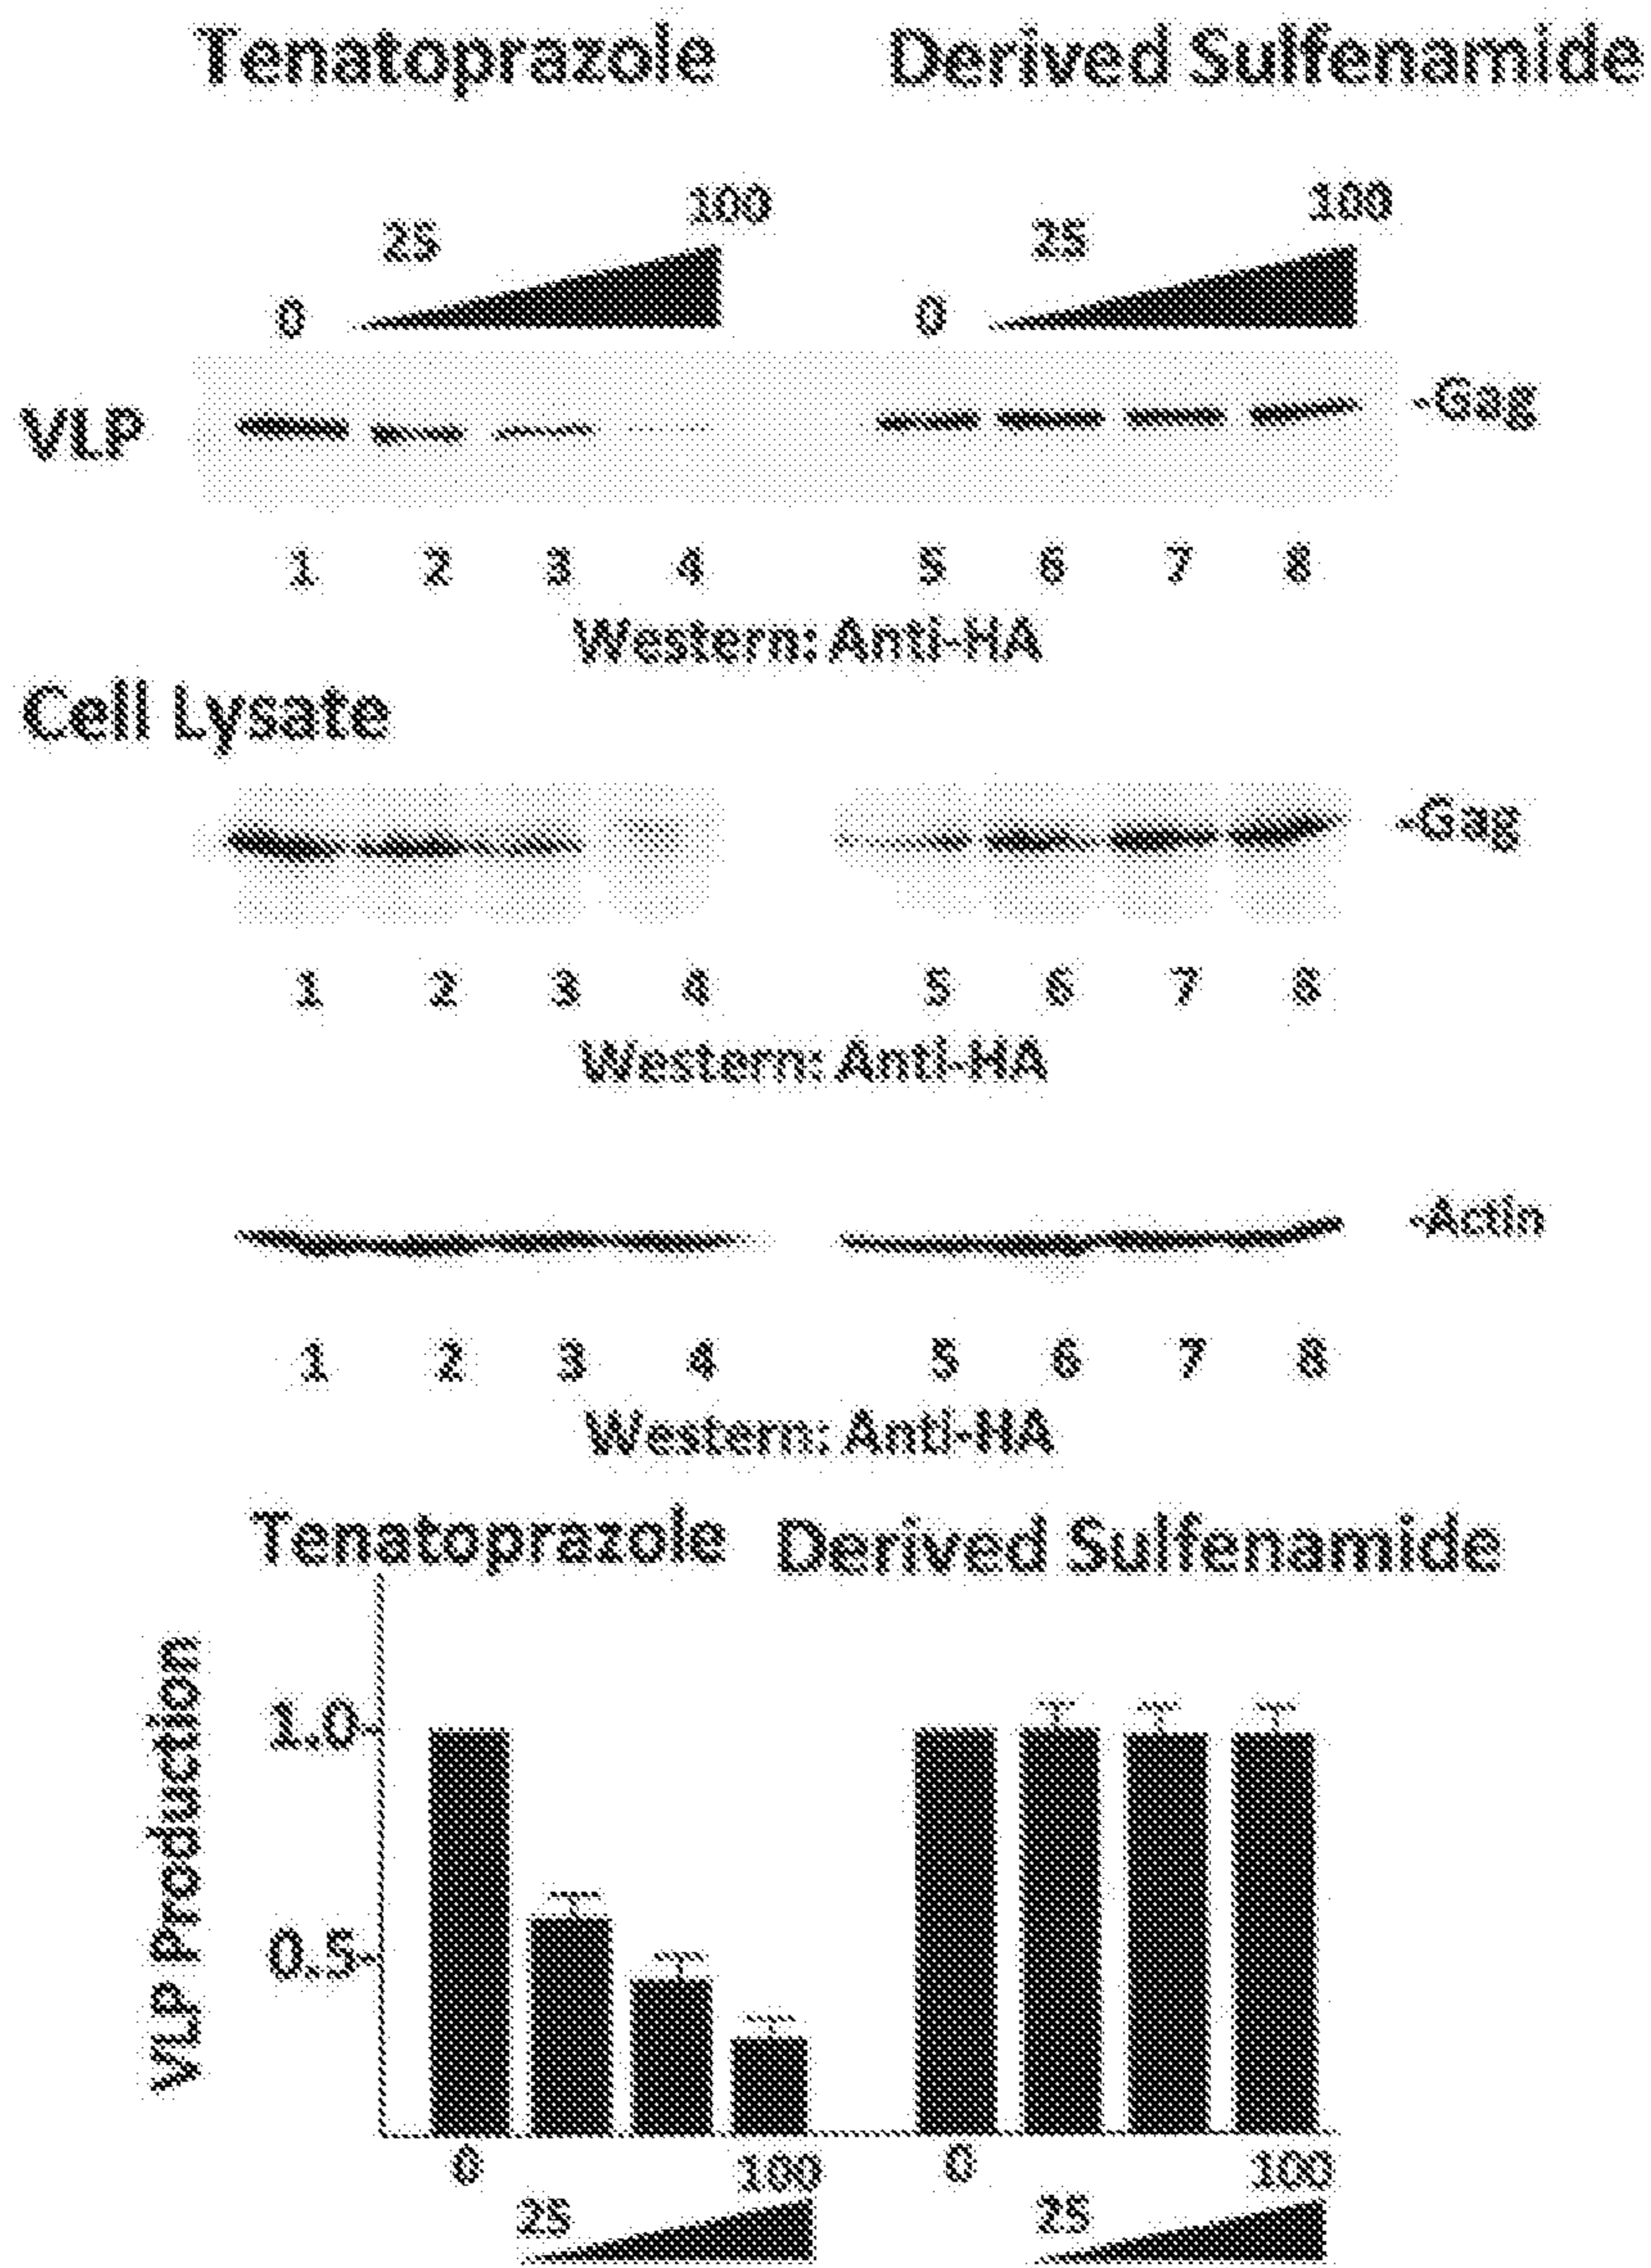 Tenatoprazole Derived Sulfenamide
100 100
25 25
0 0
VLP -Gag
1 2 3 4 5 6 7 8
Western: Anti-HA
Cell Lysate
-Gag
1 2 3 4 5 6 7 8
Western: Anti-HA
-Actin
1 2 3 4 5 6 7 8
Western: Anti-HA
Tenatoprazole Derived Sulfenamide
VLP Production
1.0-
0.5-
0 100 0 100
25 25